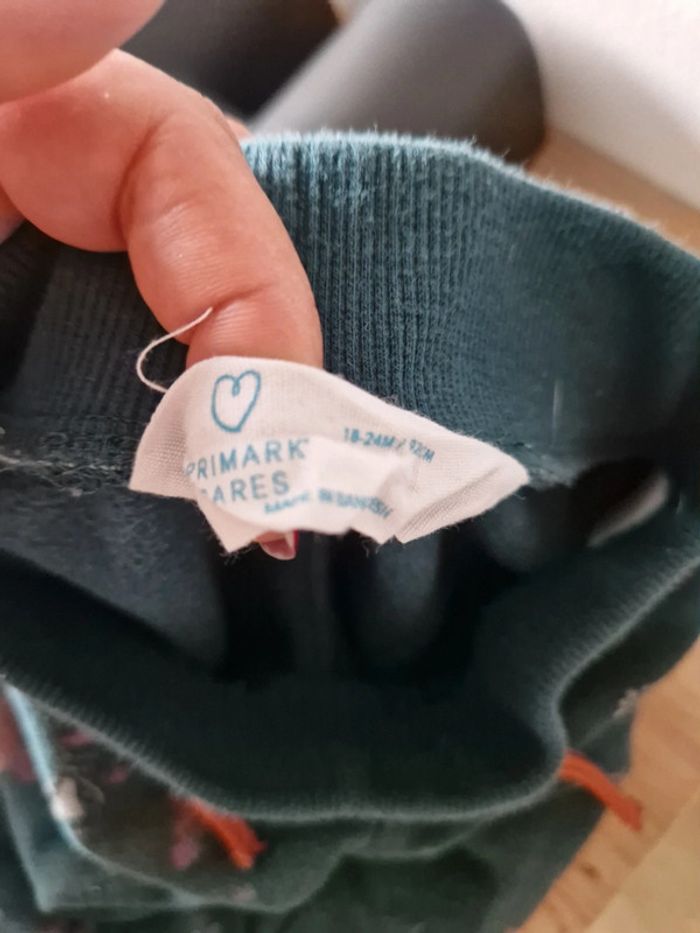 PRIMARK
CARES
18-24M / 92CM
MADE IN BANGLADESH